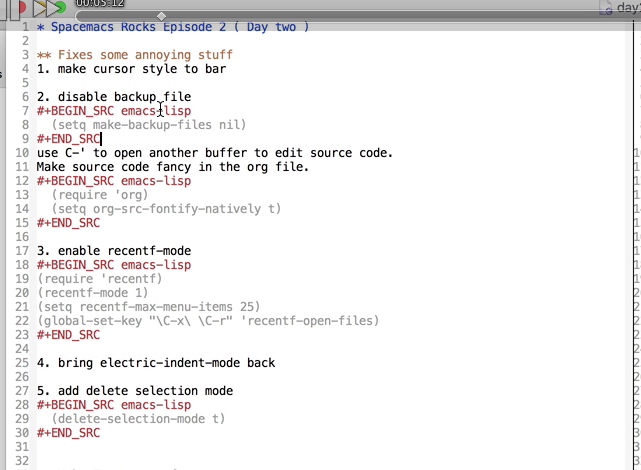 00:05:12
day
1 * Spacemacs Rocks Episode 2 ( Day two )
2
3 ** Fixes some annoying stuff
4 1. make cursor style to bar
5
6 2. disable backup file
7 #+BEGIN_SRC emacs-lisp
8 (setq make-backup-files nil)
9 #+END_SRC
10 use C-' to open another buffer to edit source code.
11 Make source code fancy in the org file.
12 #+BEGIN_SRC emacs-lisp
13 (require 'org)
14 (setq org-src-fontify-natively t)
15 #+END_SRC
16
17 3. enable recentf-mode
18 #+BEGIN_SRC emacs-lisp
19 (require 'recentf)
20 (recentf-mode 1)
21 (setq recentf-max-menu-items 25)
22 (global-set-key "\C-x\ \C-r" 'recentf-open-files)
23 #+END_SRC
24
25 4. bring electric-indent-mode back
26
27 5. add delete selection mode
28 #+BEGIN_SRC emacs-lisp
29 (delete-selection-mode t)
30 #+END_SRC
31
32